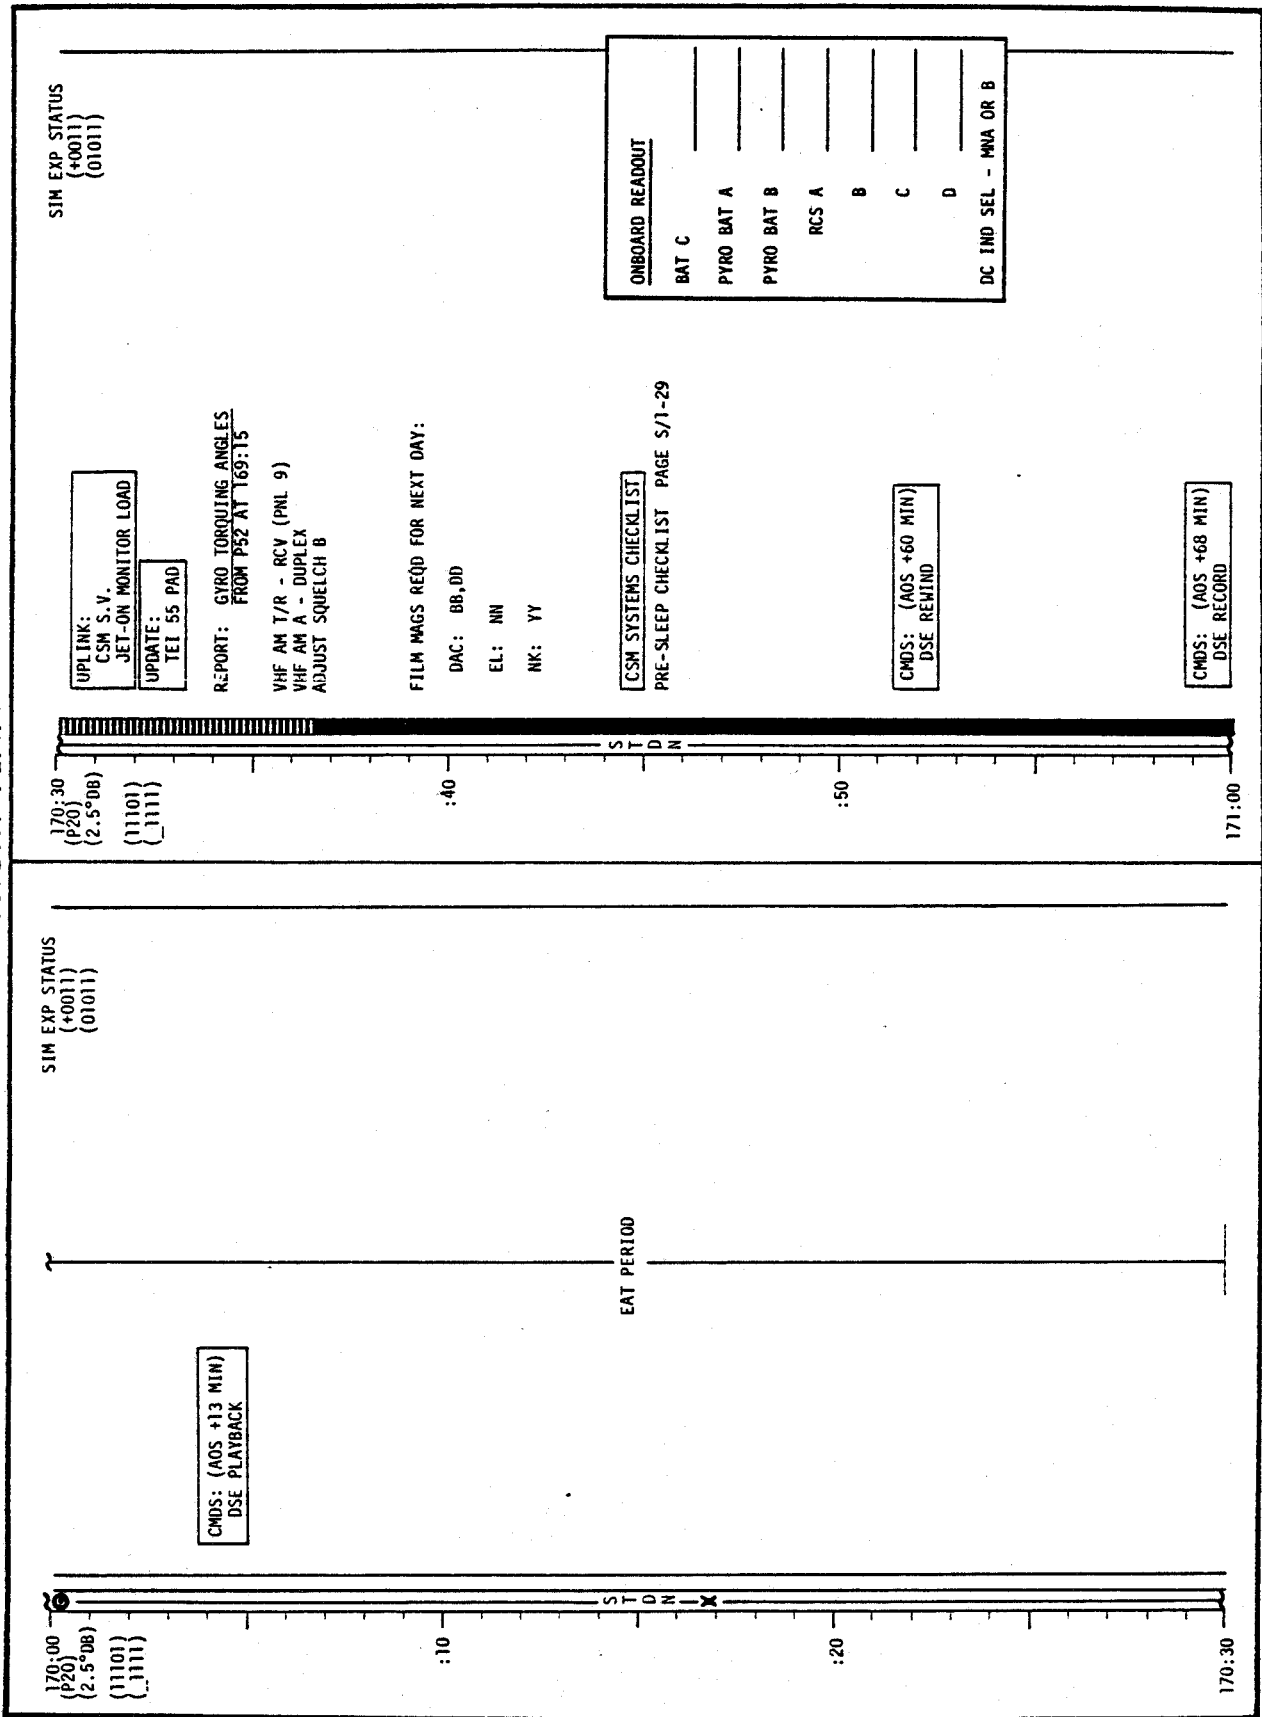 170:00
(P20)
(2.5°DB)
(11101)
(_1111)
SIM EXP STATUS
(+0011)
(01011)
CMDS: (AOS +13 MIN)
DSE PLAYBACK
:10
S
T
D
N
EAT PERIOD
:20
170:30
170:30
(P20)
(2.5°DB)
(11101)
(_1111)
SIM EXP STATUS
(+0011)
(01011)
UPLINK:
CSM S.V.
JET-ON MONITOR LOAD
UPDATE:
TEI 55 PAD
REPORT: GYRO TORQUING ANGLES
FROM P52 AT 169:15
VHF AM T/R - RCV (PNL 9)
VHF AM A - DUPLEX
ADJUST SQUELCH B
:40
FILM MAGS REQD FOR NEXT DAY:
DAC: BB,DD
EL: NN
NK: YY
S
T
D
N
CSM SYSTEMS CHECKLIST
PRE-SLEEP CHECKLIST PAGE S/1-29
ONBOARD READOUT
BAT C
PYRO BAT A
PYRO BAT B
RCS A
B
C
D
DC IND SEL - MNA OR B
:50
CMDS: (AOS +60 MIN)
DSE REWIND
CMDS: (AOS +68 MIN)
DSE RECORD
171:00